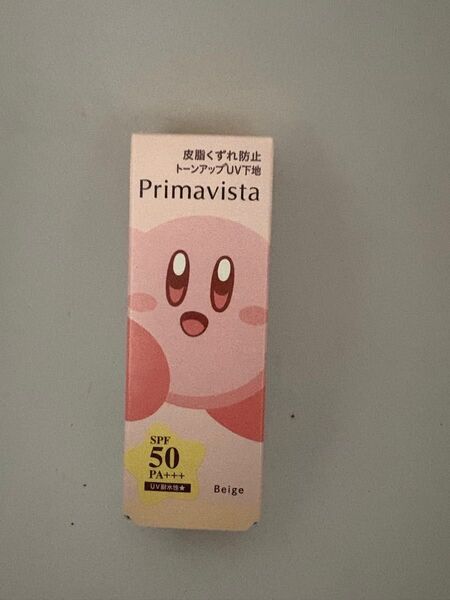 皮脂くずれ防止
トーンアップUV下地
Primavista
SPF
50
PA+++
UV耐水性★
Beige